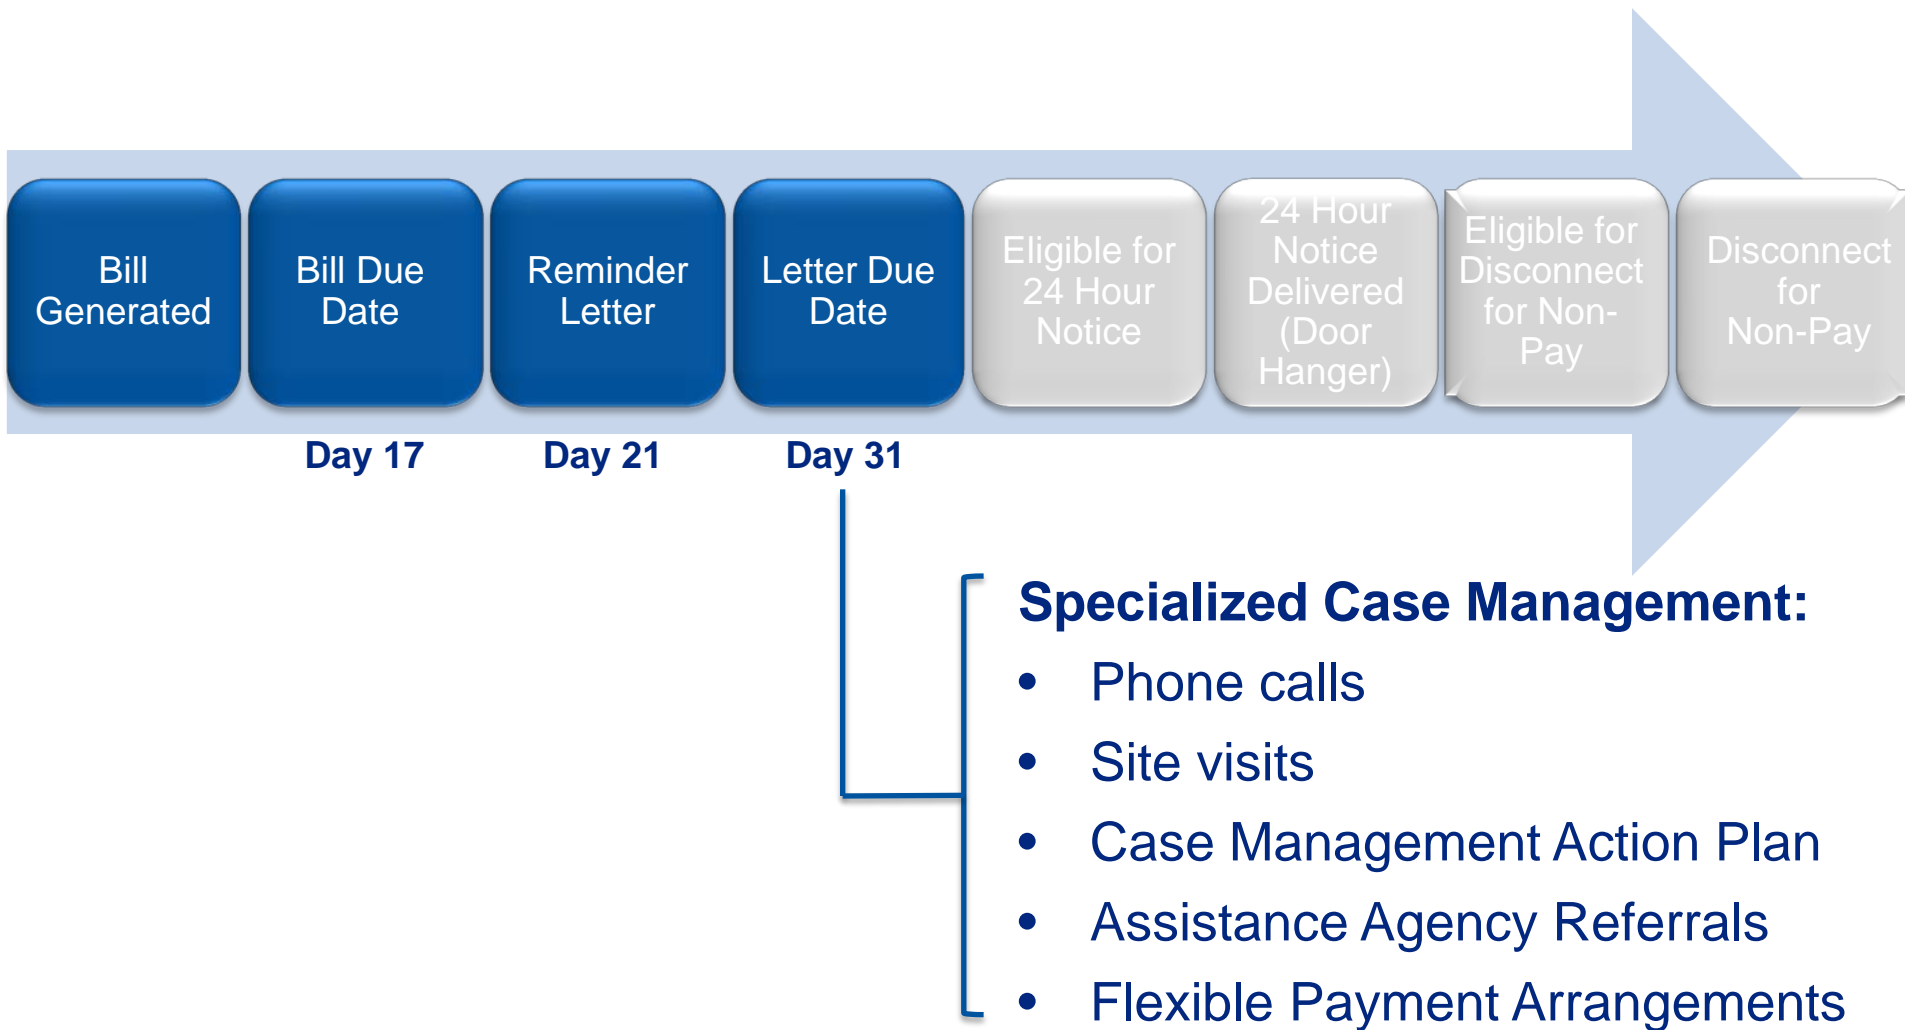 Bill
Generated
Bill Due
Date
Reminder
Letter
Letter Due
Date
Eligible for
24 Hour
Notice
24 Hour
Notice
Delivered
(Door
Hanger)
Eligible for
Disconnect
for Non-
Pay
Disconnect
for
Non-Pay
Day 17
Day 21
Day 31
Specialized Case Management:
• Phone calls
• Site visits
• Case Management Action Plan
• Assistance Agency Referrals
• Flexible Payment Arrangements